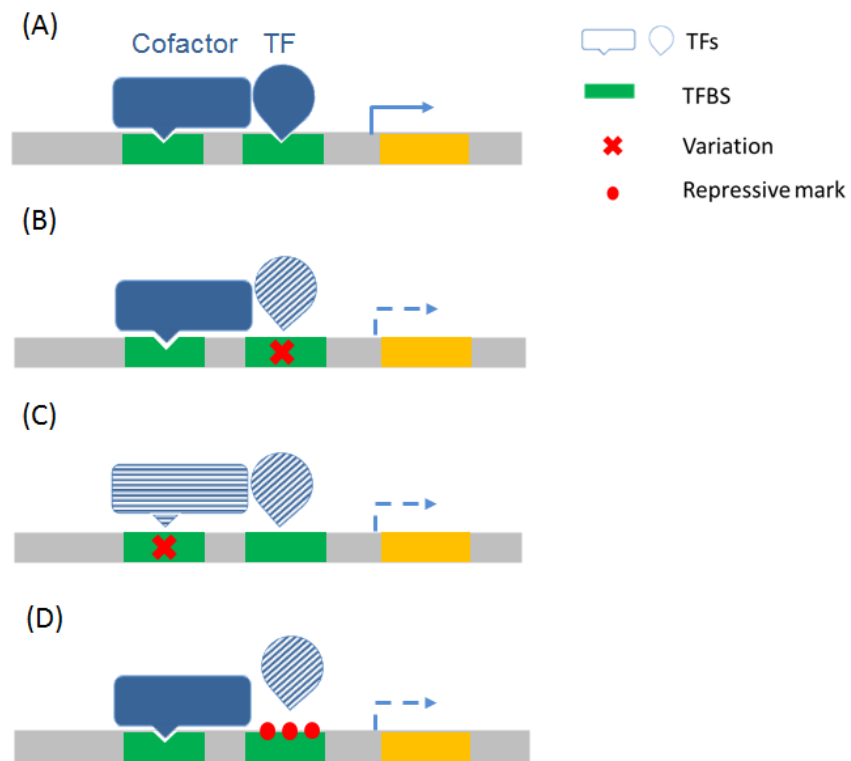 (A)
Cofactor TF
TFs
TFBS
Variation
Repressive mark
(B)
(C)
(D)